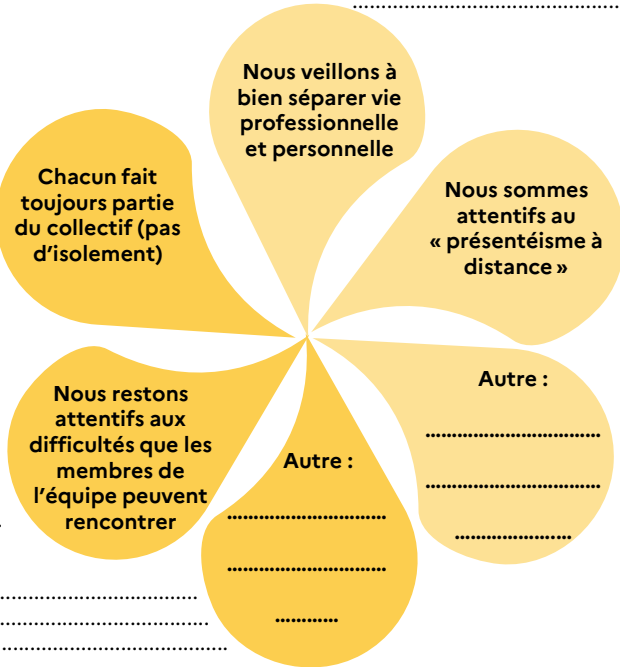 Nous veillons à
bien séparer vie
professionnelle
et personnelle
Chacun fait
toujours partie
du collectif (pas
d'isolement)
Nous sommes
attentifs au
« présentéisme à
distance »
Nous restons
attentifs aux
difficultés que les
membres de
l'équipe peuvent
rencontrer
Autre :
Autre :